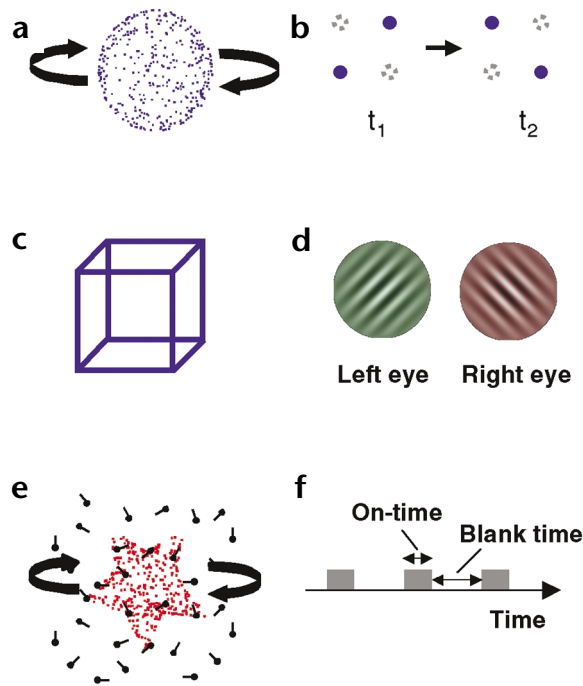 a
b
t1
t2
c
d
Left eye
Right eye
e
f
On-time
Blank time
Time